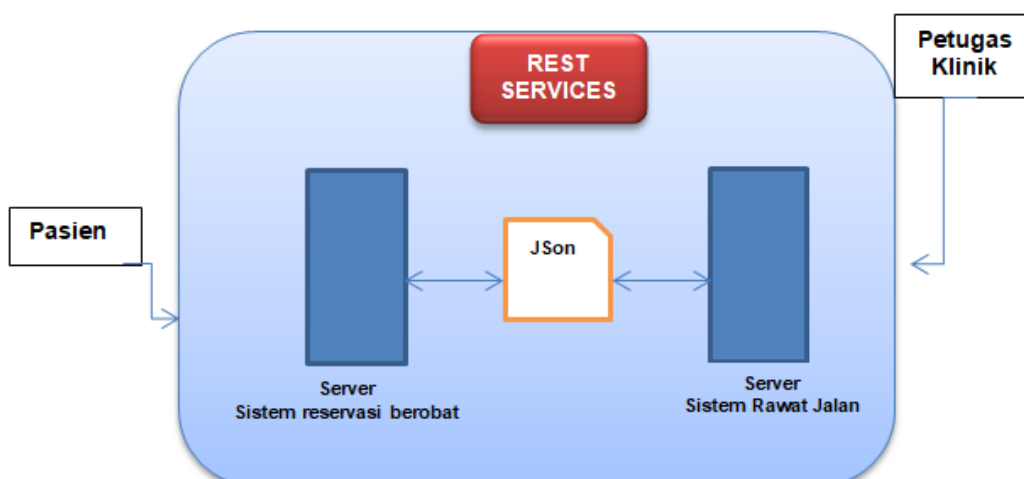 REST
SERVICES
Petugas
Klinik
Pasien
JSon
Server
Sistem reservasi berobat
Server
Sistem Rawat Jalan